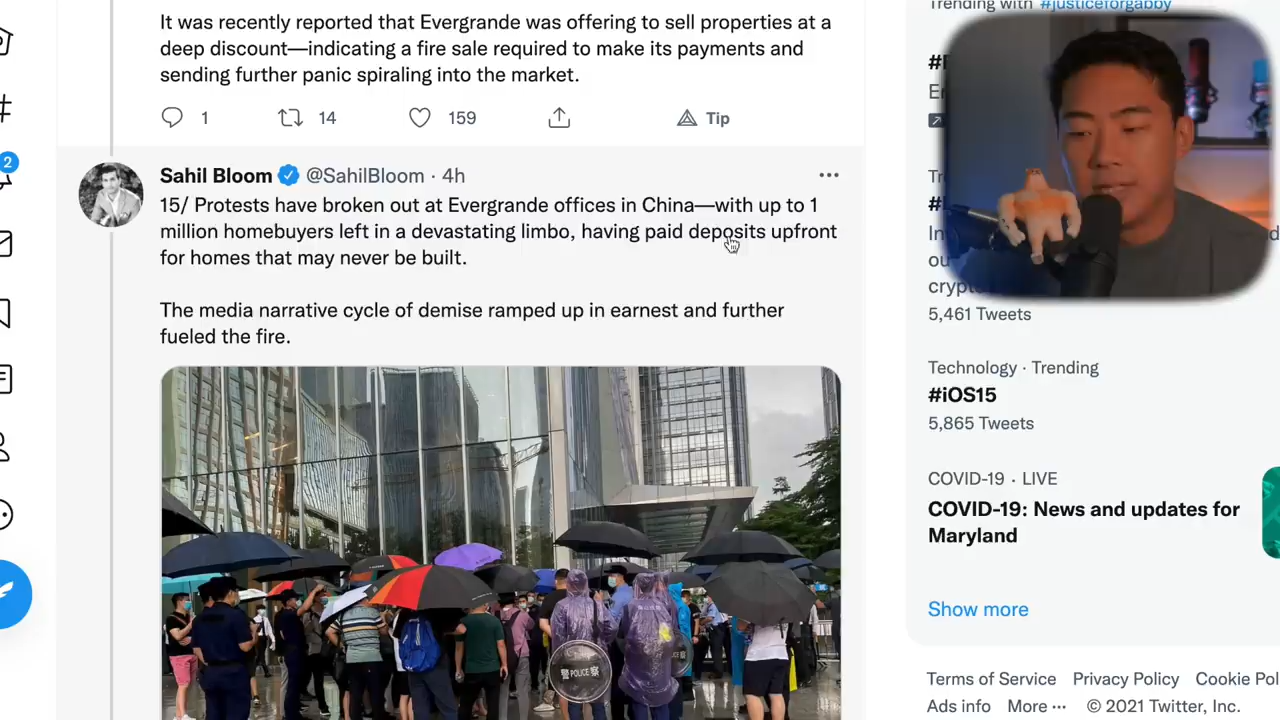 It was recently reported that Evergrande was offering to sell properties at a
deep discount—indicating a fire sale required to make its payments and
sending further panic spiraling into the market.
1 14 159 Tip
Sahil Bloom @SahilBloom · 4h
15/ Protests have broken out at Evergrande offices in China—with up to 1
million homebuyers left in a devastating limbo, having paid deposits upfront
for homes that may never be built.
The media narrative cycle of demise ramped up in earnest and further
fueled the fire.
警 POLICE 察
2
Trending with #justiceforgabby
5,461 Tweets
Technology · Trending
#iOS15
5,865 Tweets
COVID-19 · LIVE
COVID-19: News and updates for
Maryland
Show more
Terms of Service Privacy Policy Cookie Pol
Ads info More ··· © 2021 Twitter, Inc.